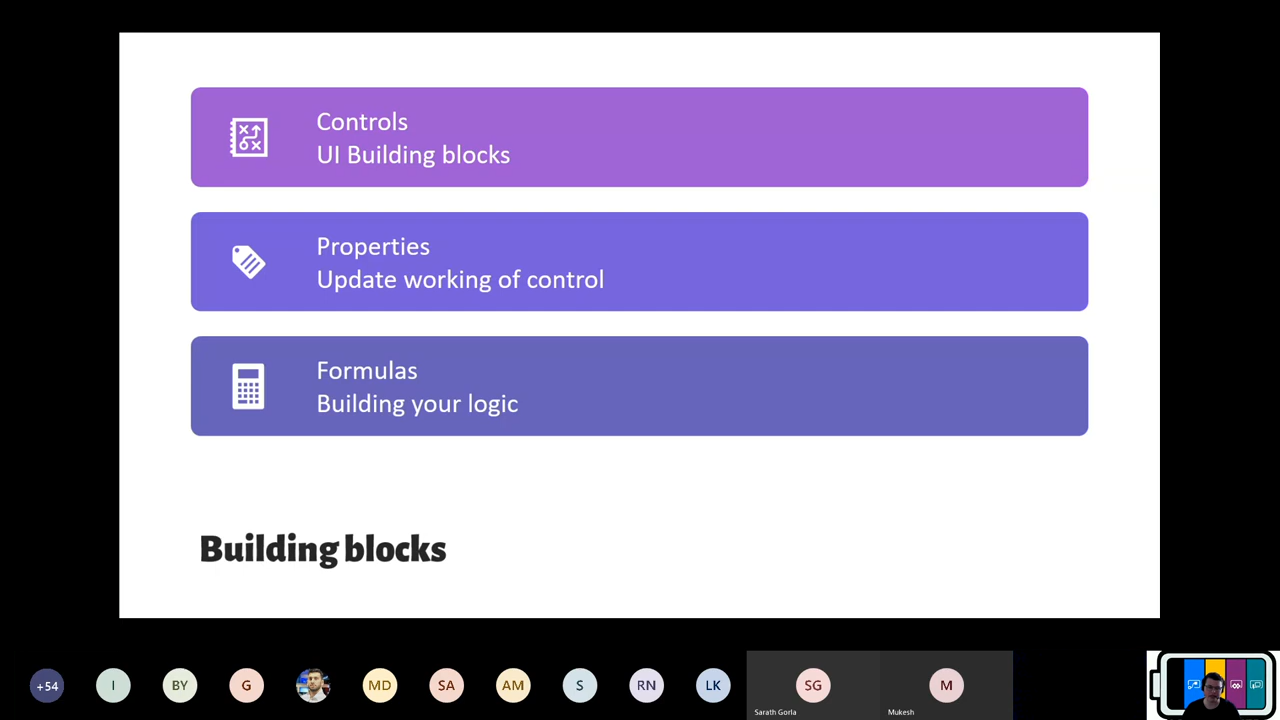 Controls
UI Building blocks
Properties
Update working of control
Formulas
Building your logic
Building blocks
+54
I
BY
G
MD
SA
AM
S
RN
LK
SG
M
Sarath Gorla
Mukesh